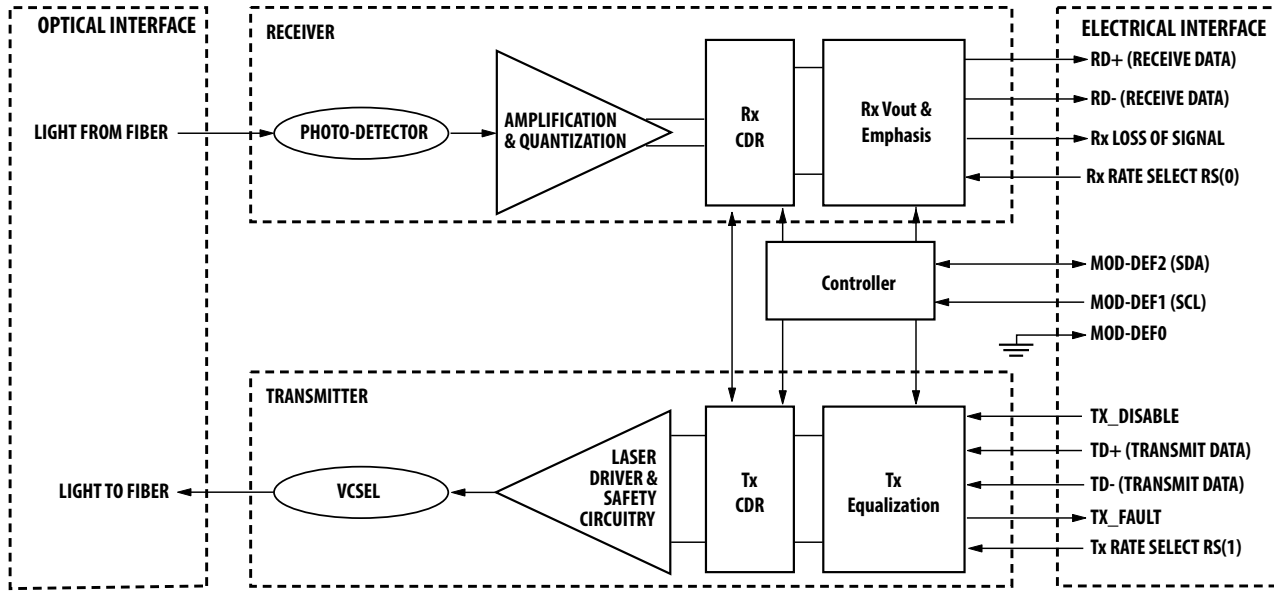 OPTICAL INTERFACE
RECEIVER
ELECTRICAL INTERFACE
LIGHT FROM FIBER
PHOTO-DETECTOR
AMPLIFICATION
& QUANTIZATION
Rx
CDR
Rx Vout &
Emphasis
RD+ (RECEIVE DATA)
RD- (RECEIVE DATA)
Rx LOSS OF SIGNAL
Rx RATE SELECT RS(0)
Controller
MOD-DEF2 (SDA)
MOD-DEF1 (SCL)
MOD-DEF0
TRANSMITTER
LIGHT TO FIBER
VCSEL
LASER
DRIVER &
SAFETY
CIRCUITRY
Tx
CDR
Tx
Equalization
TX_DISABLE
TD+ (TRANSMIT DATA)
TD- (TRANSMIT DATA)
TX_FAULT
Tx RATE SELECT RS(1)